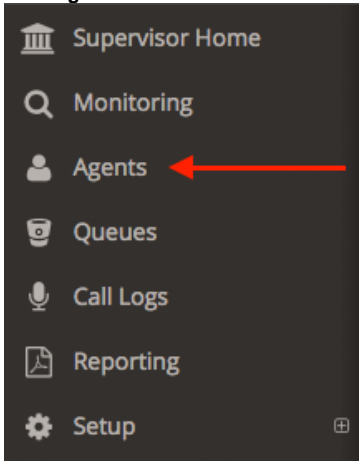 Supervisor Home
Monitoring
Agents
Queues
Call Logs
Reporting
Setup